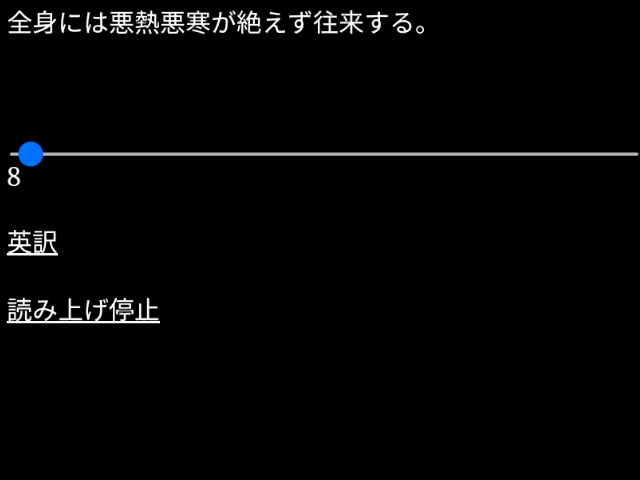 全身には悪熱悪寒が絶えず往来する。
8
英訳
読み上げ停止